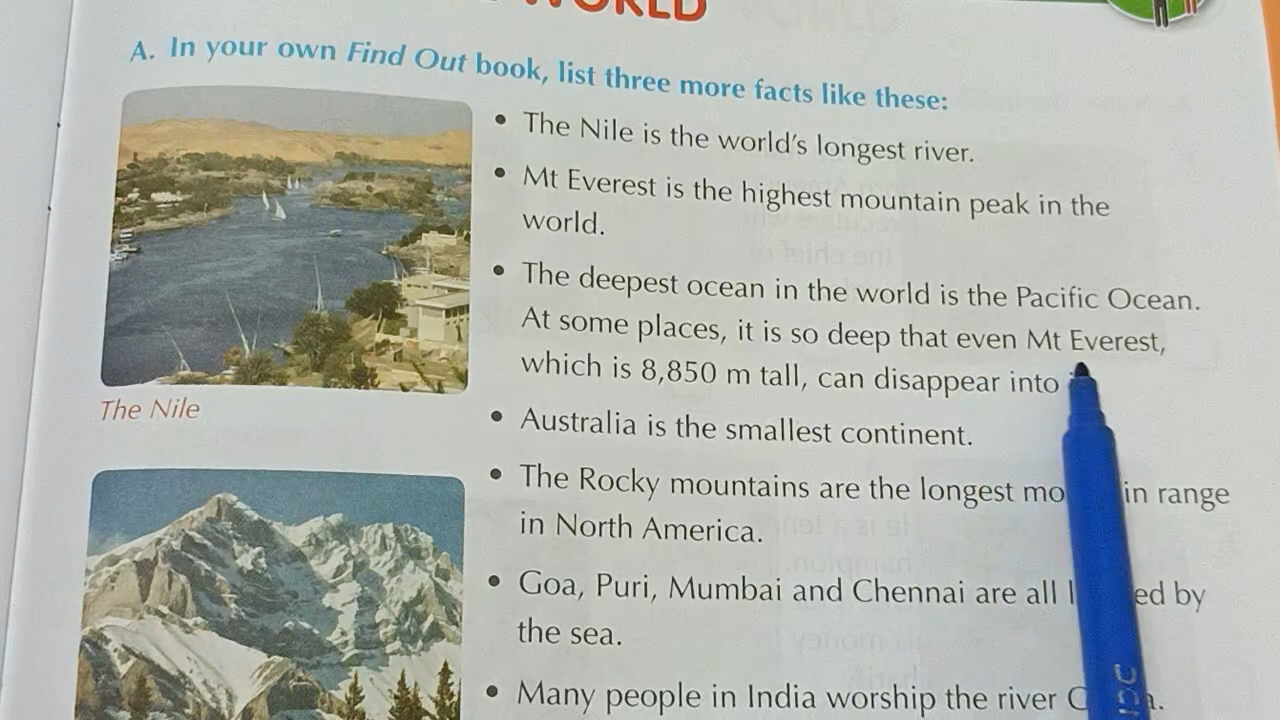 WORLD
A. In your own Find Out book, list three more facts like these:
• The Nile is the world's longest river.
• Mt Everest is the highest mountain peak in the
world.
• The deepest ocean in the world is the Pacific Ocean.
At some places, it is so deep that even Mt Everest,
which is 8,850 m tall, can disappear into
The Nile
• Australia is the smallest continent.
• The Rocky mountains are the longest range
in North America.
• Goa, Puri, Mumbai and Chennai are all by
the sea.
• Many people in India worship the river